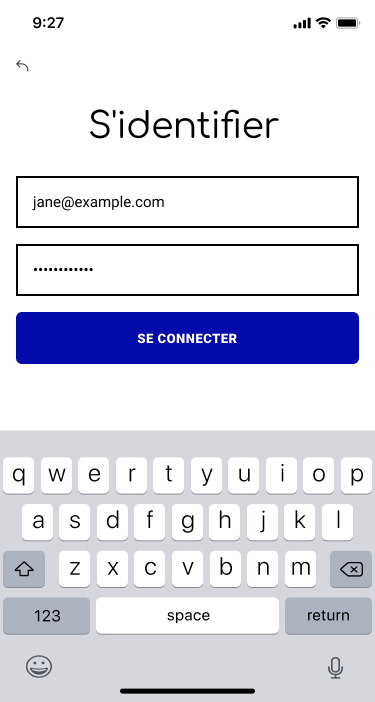 9:27
S'identifier
jane@example.com
••••••••••••
SE CONNECTER
q w e r t y u i o p
a s d f g h j k l
z x c v b n m
123 space return